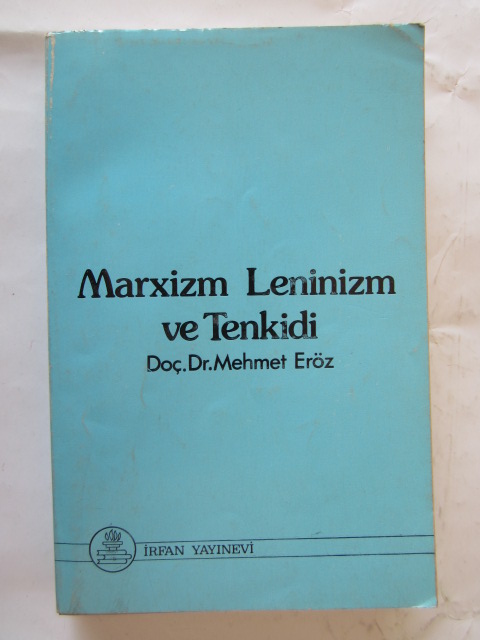 Marxizm Leninizm
ve Tenkidi
Doç.Dr.Mehmet Eröz
İRFAN YAYINEVİ